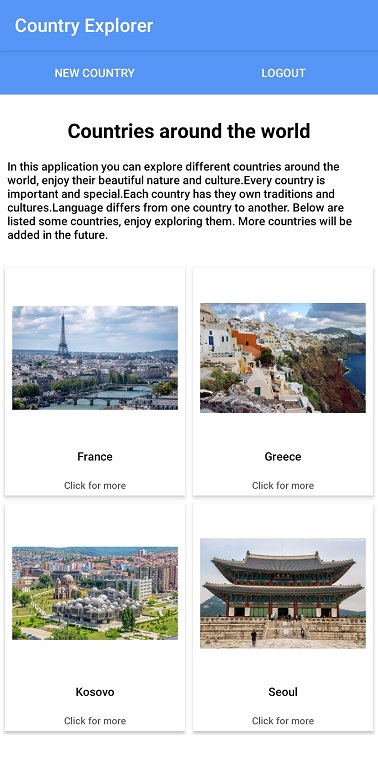 Country Explorer
NEW COUNTRY LOGOUT
Countries around the world
In this application you can explore different countries around the
world, enjoy their beautiful nature and culture.Every country is
important and special.Each country has they own traditions and
cultures.Language differs from one country to another. Below are
listed some countries, enjoy exploring them. More countries will be
added in the future.
France
Click for more
Greece
Click for more
Kosovo
Click for more
Seoul
Click for more